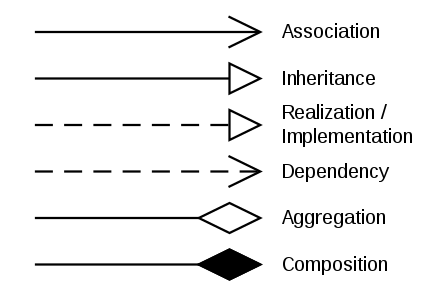 Association
Inheritance
Realization /
Implementation
Dependency
Aggregation
Composition